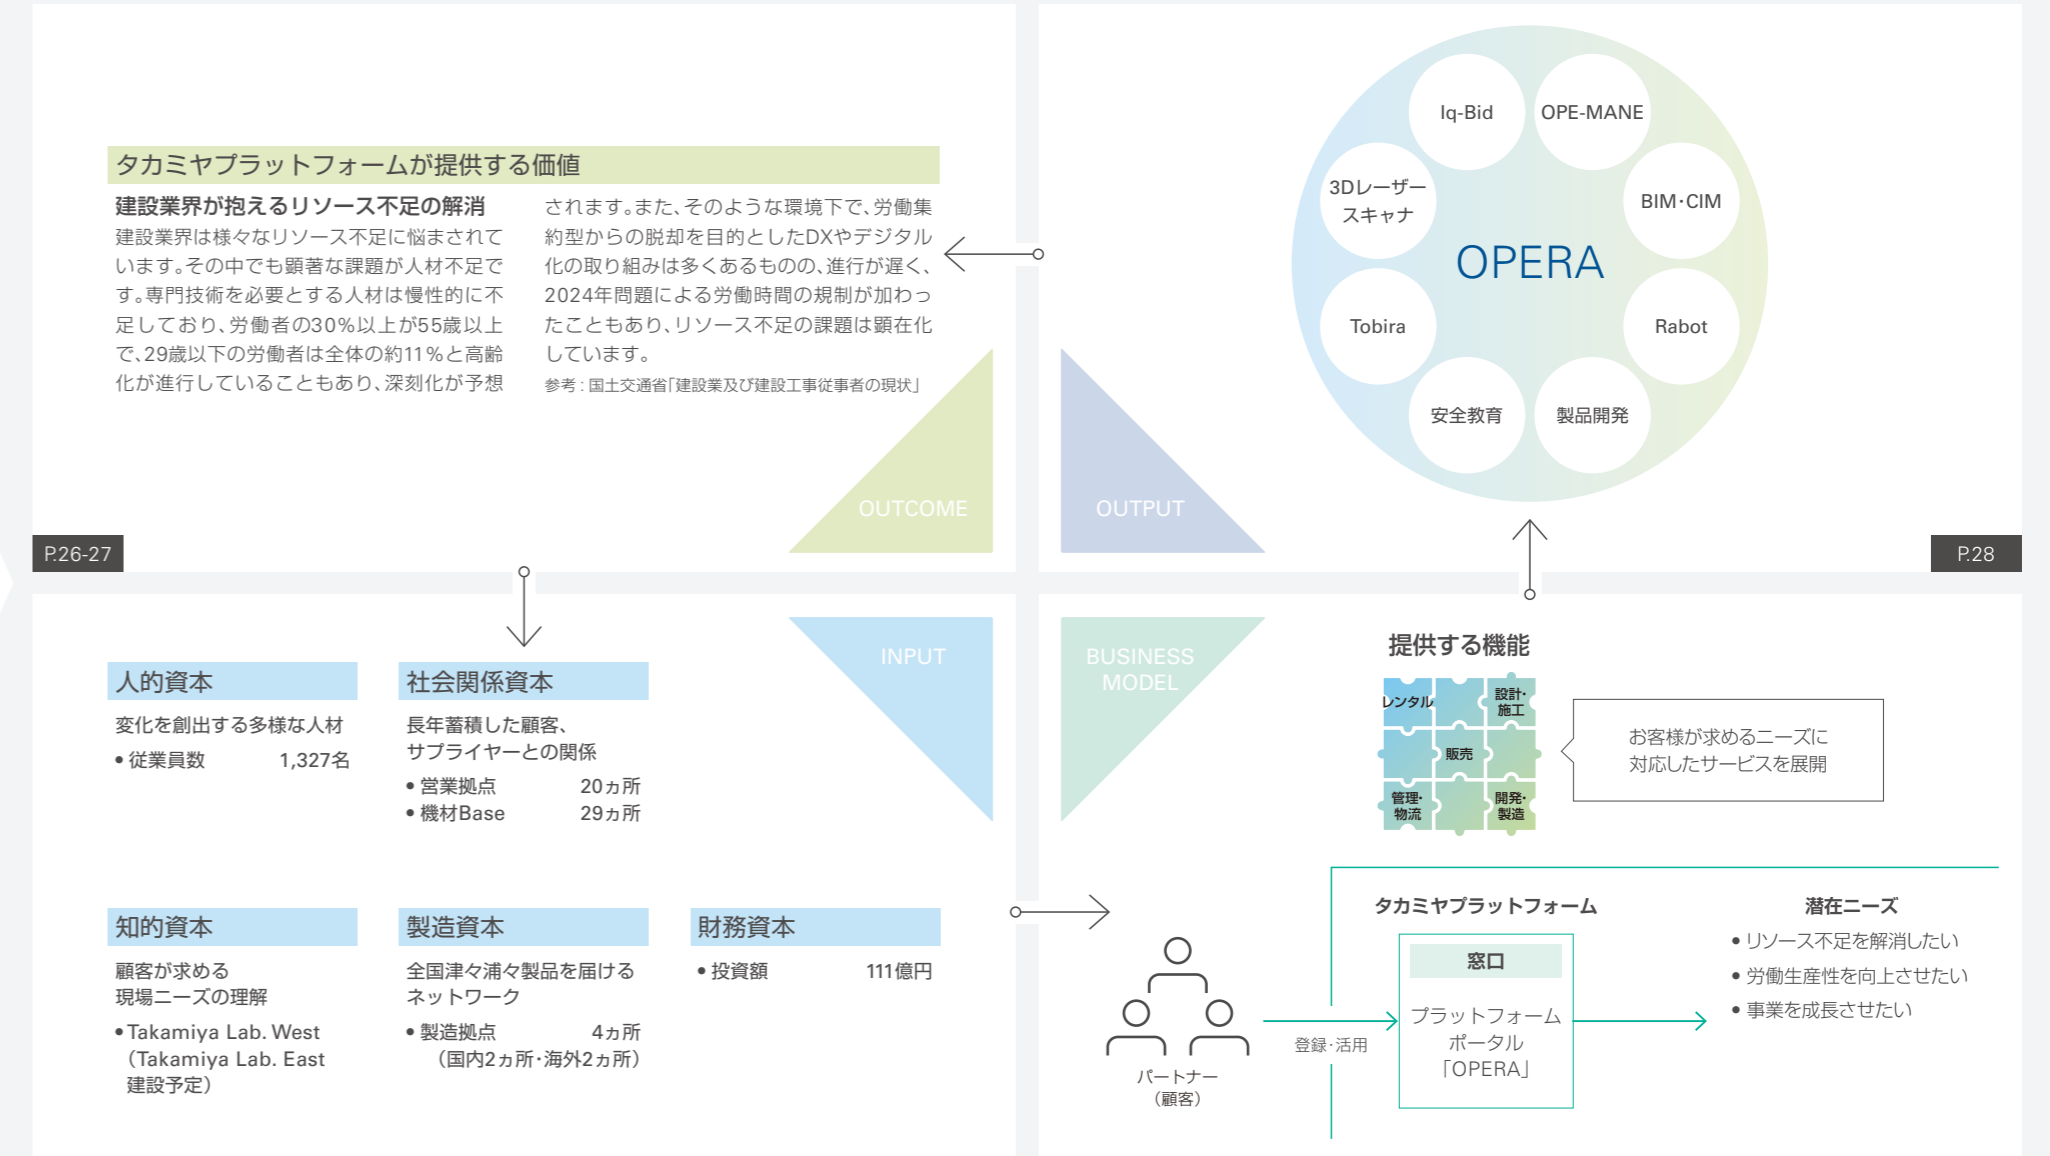 タカミヤプラットフォームが提供する価値
建設業界が抱えるリソース不足の解消
建設業界は様々なリソース不足に悩まされて
います。その中でも顕著な課題が人材不足で
す。専門技術を必要とする人材は慢性的に不
足しており、労働者の30%以上が55歳以上
で、29歳以下の労働者は全体の約11%と高齢
化が進行していることもあり、深刻化が予想
されます。また、そのような環境下で、労働集
約型からの脱却を目的としたDXやデジタル
化の取り組みは多くあるものの、進行が遅く、
2024年問題による労働時間の規制が加わっ
たこともあり、リソース不足の課題は顕在化
しています。
参考：国土交通省「建設業及び建設工事従事者の現状」
OUTCOME
P.26-27
Iq-Bid
OPE-MANE
3Dレーザー
スキャナ
BIM・CIM
OPERA
Tobira
Rabot
安全教育
製品開発
OUTPUT
P.28
INPUT
人的資本
変化を創出する多様な人材
• 従業員数 1,327名
社会関係資本
長年蓄積した顧客、
サプライヤーとの関係
• 営業拠点 20ヵ所
• 機材Base 29ヵ所
知的資本
顧客が求める
現場ニーズの理解
• Takamiya Lab. West
（Takamiya Lab. East
建設予定）
製造資本
全国津々浦々製品を届ける
ネットワーク
• 製造拠点 4ヵ所
（国内2ヵ所・海外2ヵ所）
財務資本
• 投資額 111億円
BUSINESS
MODEL
提供する機能
レンタル
設計・
施工
販売
管理・
物流
開発・
製造
お客様が求めるニーズに
対応したサービスを展開
パートナー
（顧客）
登録・活用
タカミヤプラットフォーム
窓口
プラットフォーム
ポータル
「OPERA」
潜在ニーズ
• リソース不足を解消したい
• 労働生産性を向上させたい
• 事業を成長させたい